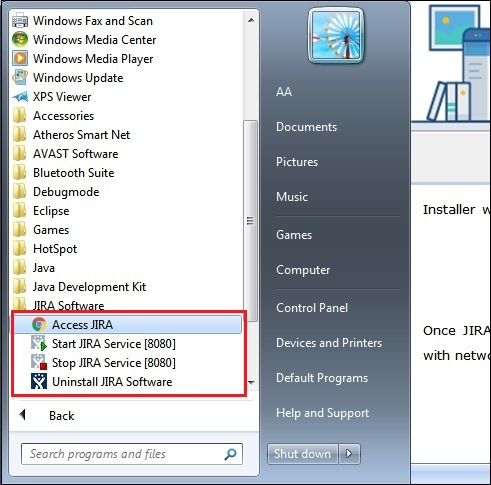 Windows Fax and Scan
Windows Media Center
Windows Media Player
Windows Update
XPS Viewer
Accessories
Atheros Smart Net
AVAST Software
Bluetooth Suite
Debugmode
Eclipse
Games
HotSpot
Java
Java Development Kit
JIRA Software
Access JIRA
Start JIRA Service [8080]
Stop JIRA Service [8080]
Uninstall JIRA Software
Back
Search programs and files
AA
Documents
Pictures
Music
Games
Computer
Control Panel
Devices and Printers
Default Programs
Help and Support
Shut down
Installer w
Once JIRA
with netwo